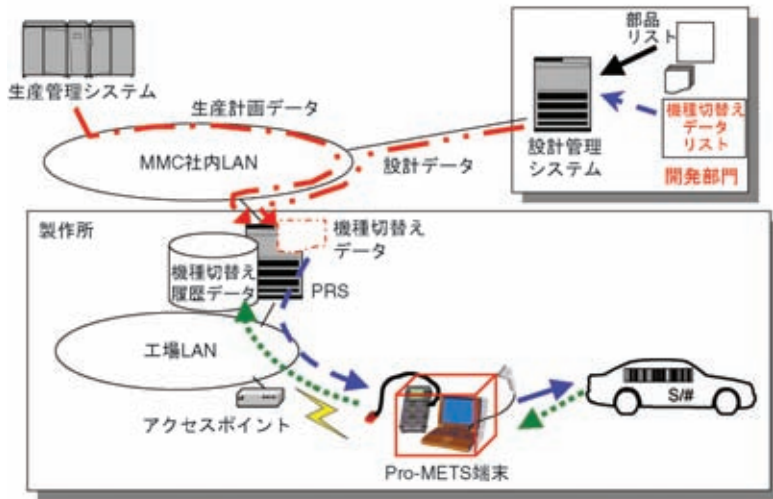 部品
リスト
生産管理システム
生産計画データ
機種切替え
データ
リスト
MMC社内LAN
設計データ
設計管理
システム
開発部門
製作所
機種切替え
データ
機種切替え
履歴データ
PRS
工場LAN
アクセスポイント
S/#
Pro-METS端末